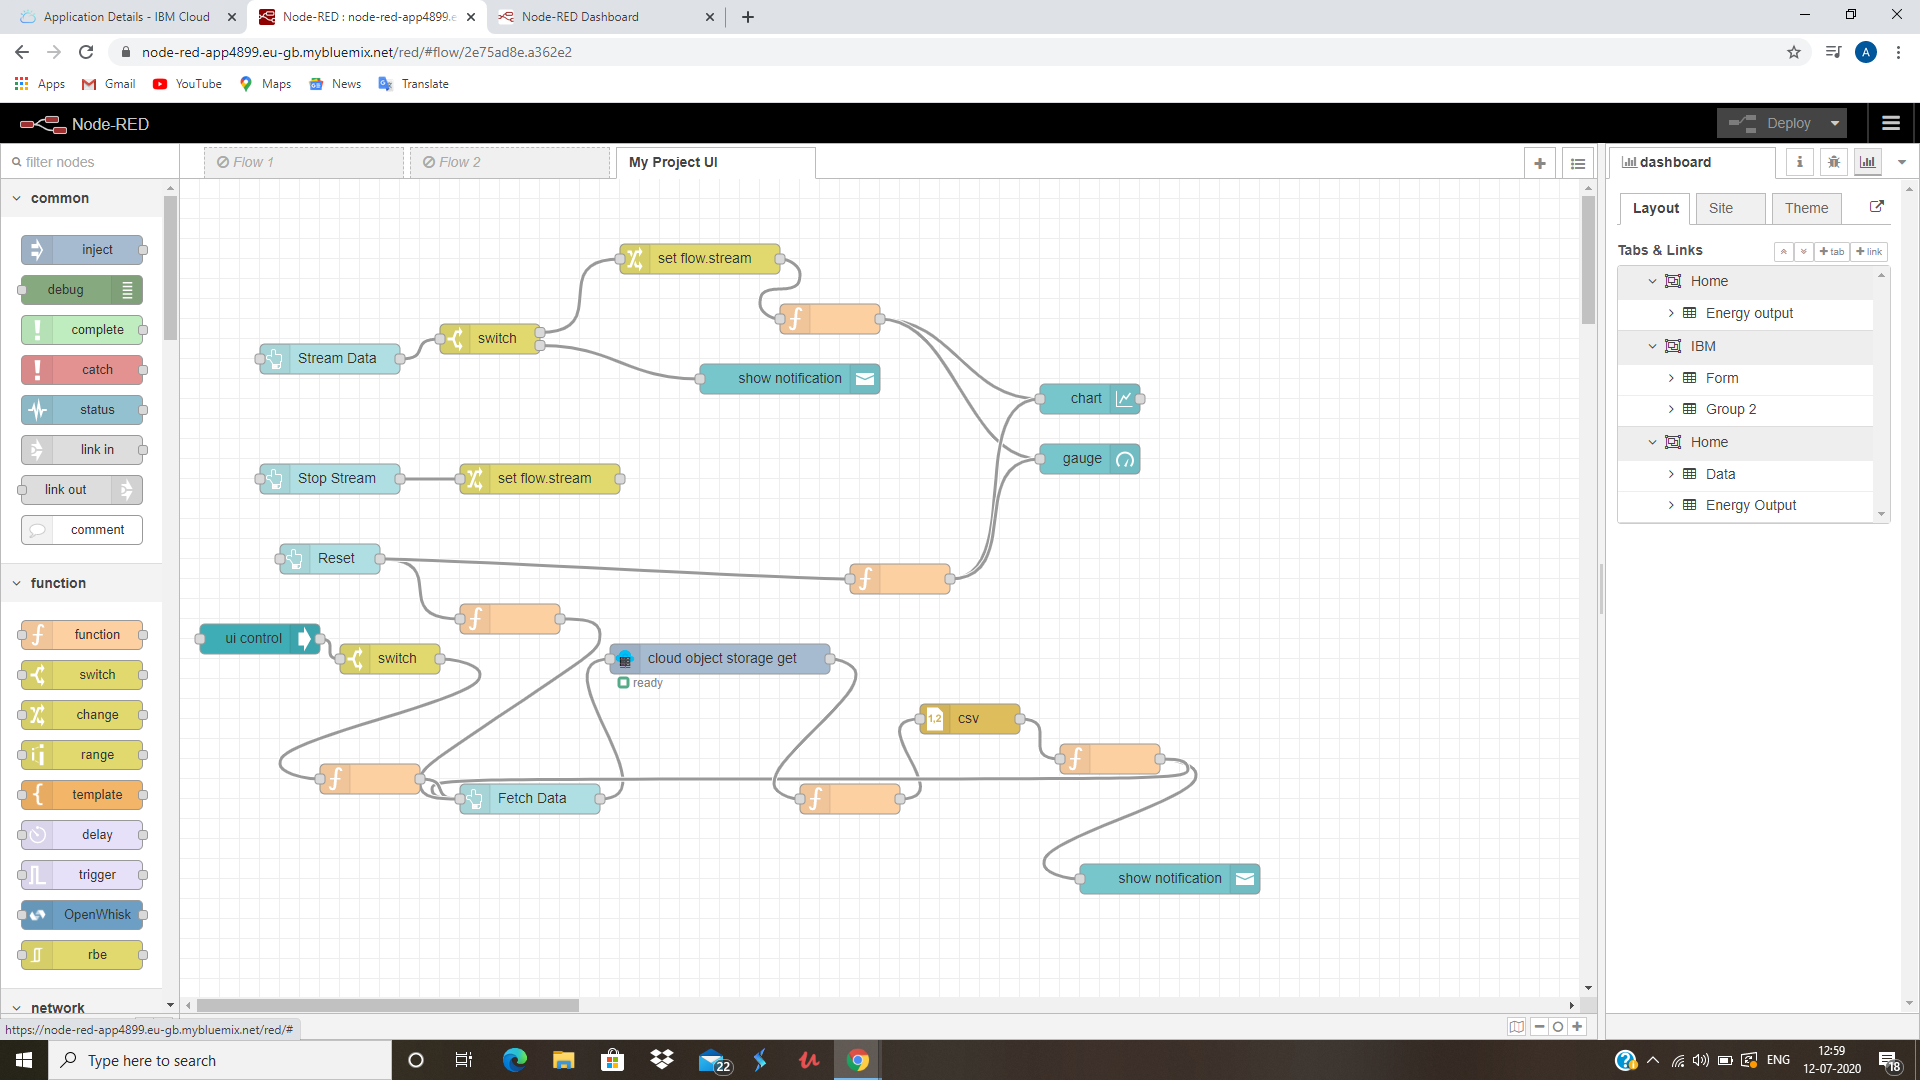 Application Details - IBM Cloud
Node-RED : node-red-app4899.e
Node-RED Dashboard
node-red-app4899.eu-gb.mybluemix.net/red/#flow/2e75ad8e.a362e2
A
Apps
Gmail
YouTube
Maps
News
Translate
Node-RED
Deploy
filter nodes
Flow 1
Flow 2
My Project UI
dashboard
common
inject
debug
complete
catch
status
link in
link out
comment
function
function
switch
change
range
template
delay
trigger
OpenWhisk
rbe
network
set flow.stream
switch
Stream Data
show notification
chart
gauge
Stop Stream
set flow.stream
Reset
ui control
switch
cloud object storage get
ready
1,2
csv
Fetch Data
show notification
Layout
Site
Theme
Tabs & Links
tab
link
Home
Energy output
IBM
Form
Group 2
Home
Data
Energy Output
https://node-red-app4899.eu-gb.mybluemix.net/red/#
Type here to search
22
ENG
12:59
12-07-2020
18